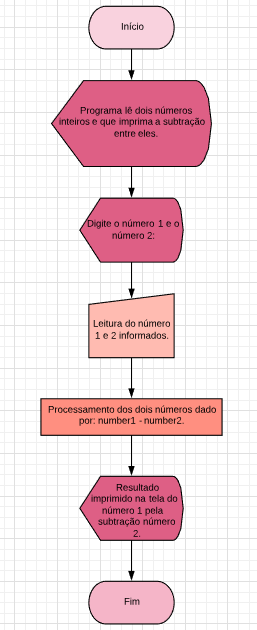 Início
Programa lê dois números
inteiros e que imprima a subtração
entre eles.
Digite o número 1 e o
número 2:
Leitura do número
1 e 2 informados.
Processamento dos dois números dado
por: number1 - number2.
Resultado
imprimido na tela do
número 1 pela
subtração número
2.
Fim